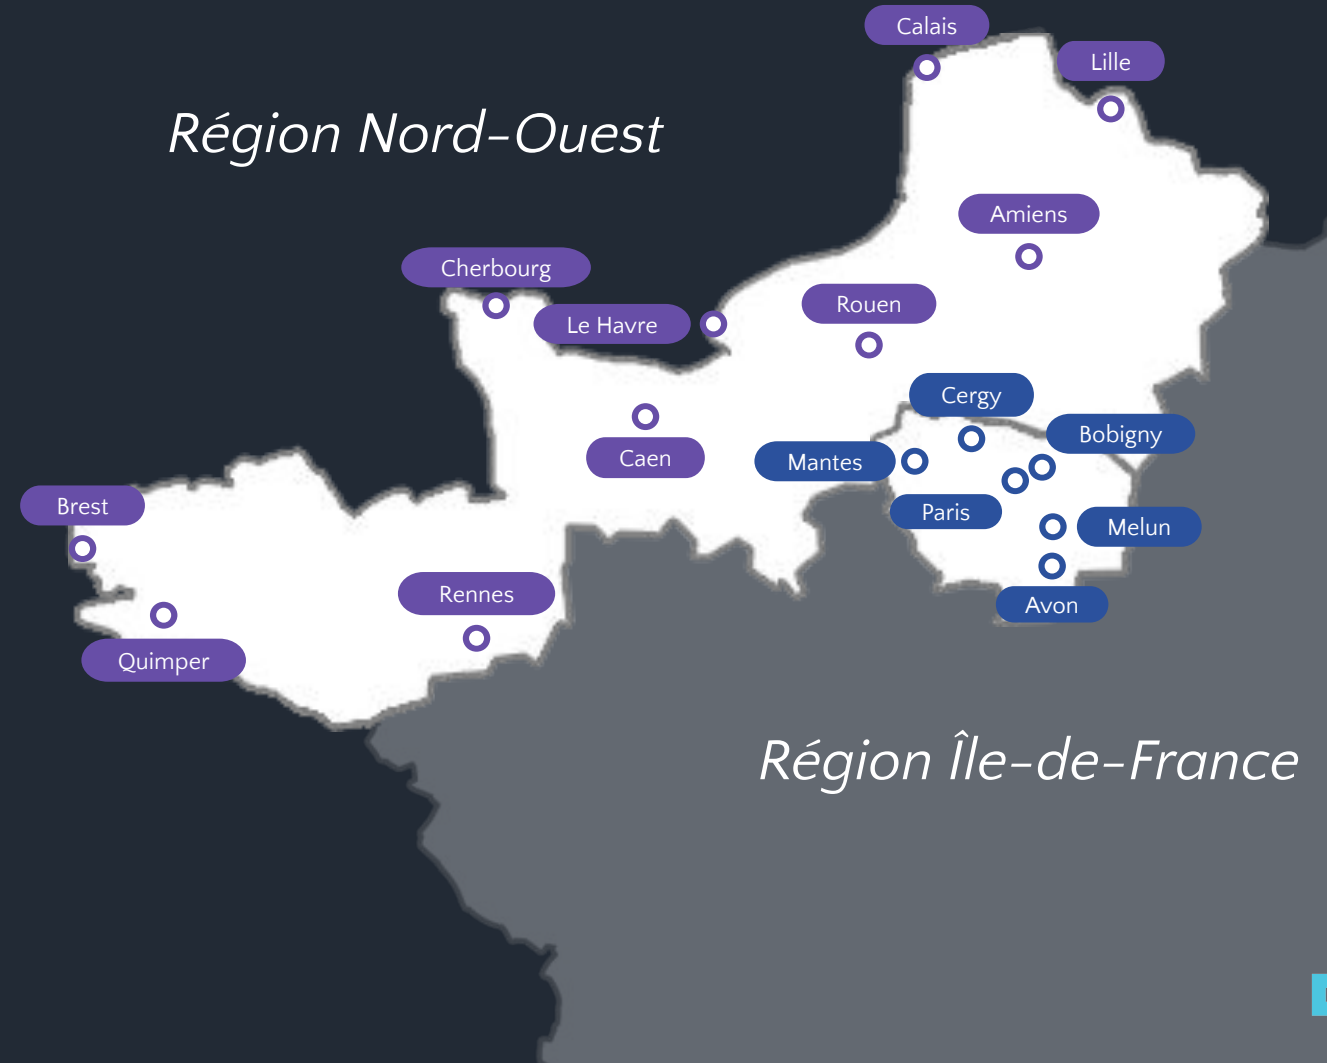 Calais
Lille
Région Nord-Ouest
Amiens
Cherbourg
Rouen
Le Havre
Cergy
Bobigny
Caen
Mantes
Brest
Paris
Melun
Rennes
Avon
Quimper
Région Île-de-France